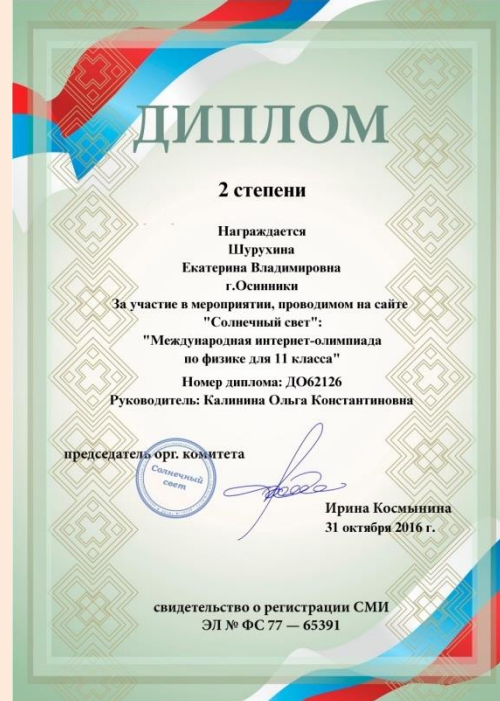 ДИПЛОМ
2 степени
Награждается
Шурухина
Екатерина Владимировна
г.Осинники
За участие в мероприятии, проводимом на сайте
"Солнечный свет":
"Международная интернет-олимпиада
по физике для 11 класса"
Номер диплома: ДО62126
Руководитель: Калинина Ольга Константиновна
председатель орг. комитета
Солнечный
свет
Ирина Космынина
31 октября 2016 г.
свидетельство о регистрации СМИ
ЭЛ № ФС 77 — 65391